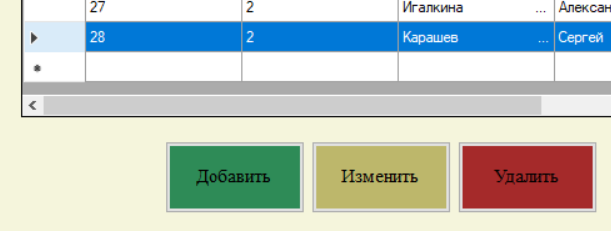 27 2 Игалкина ... Алексан
28 2 Карашев ... Сергей
Добавить Изменить Удалить